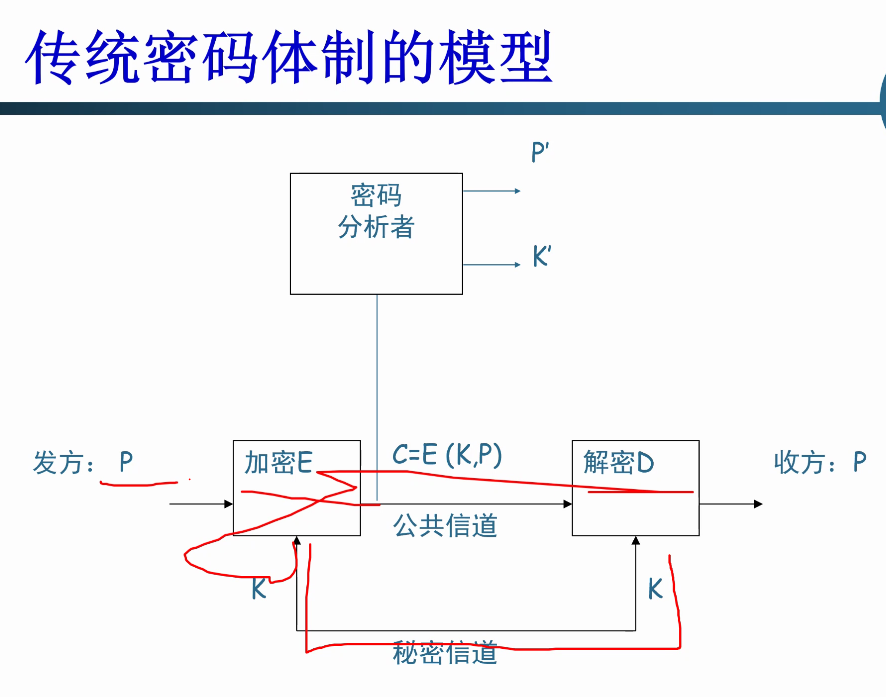 传统密码体制的模型
P′
密码
分析者
K′
发方： P
加密E
C=E (K,P)
解密D
收方：P
公共信道
K
K
秘密信道